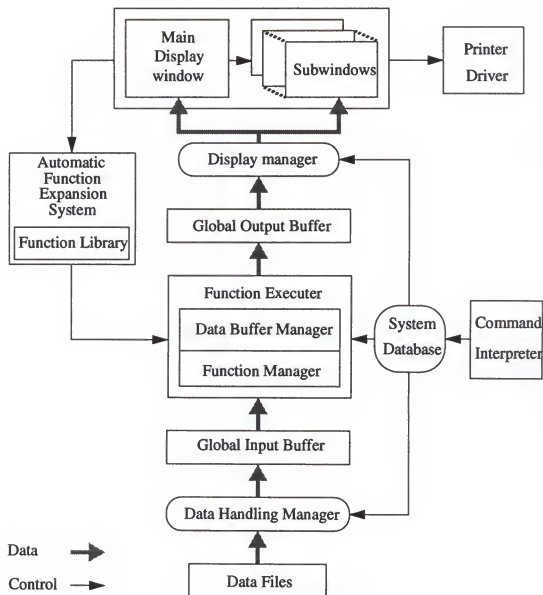 Main
Display
window
Subwindows
Printer
Driver
Display manager
Automatic
Function
Expansion
System
Function Library
Global Output Buffer
Function Executer
Data Buffer Manager
Function Manager
System
Database
Command
Interpreter
Global Input Buffer
Data Handling Manager
Data Files
Data
Control